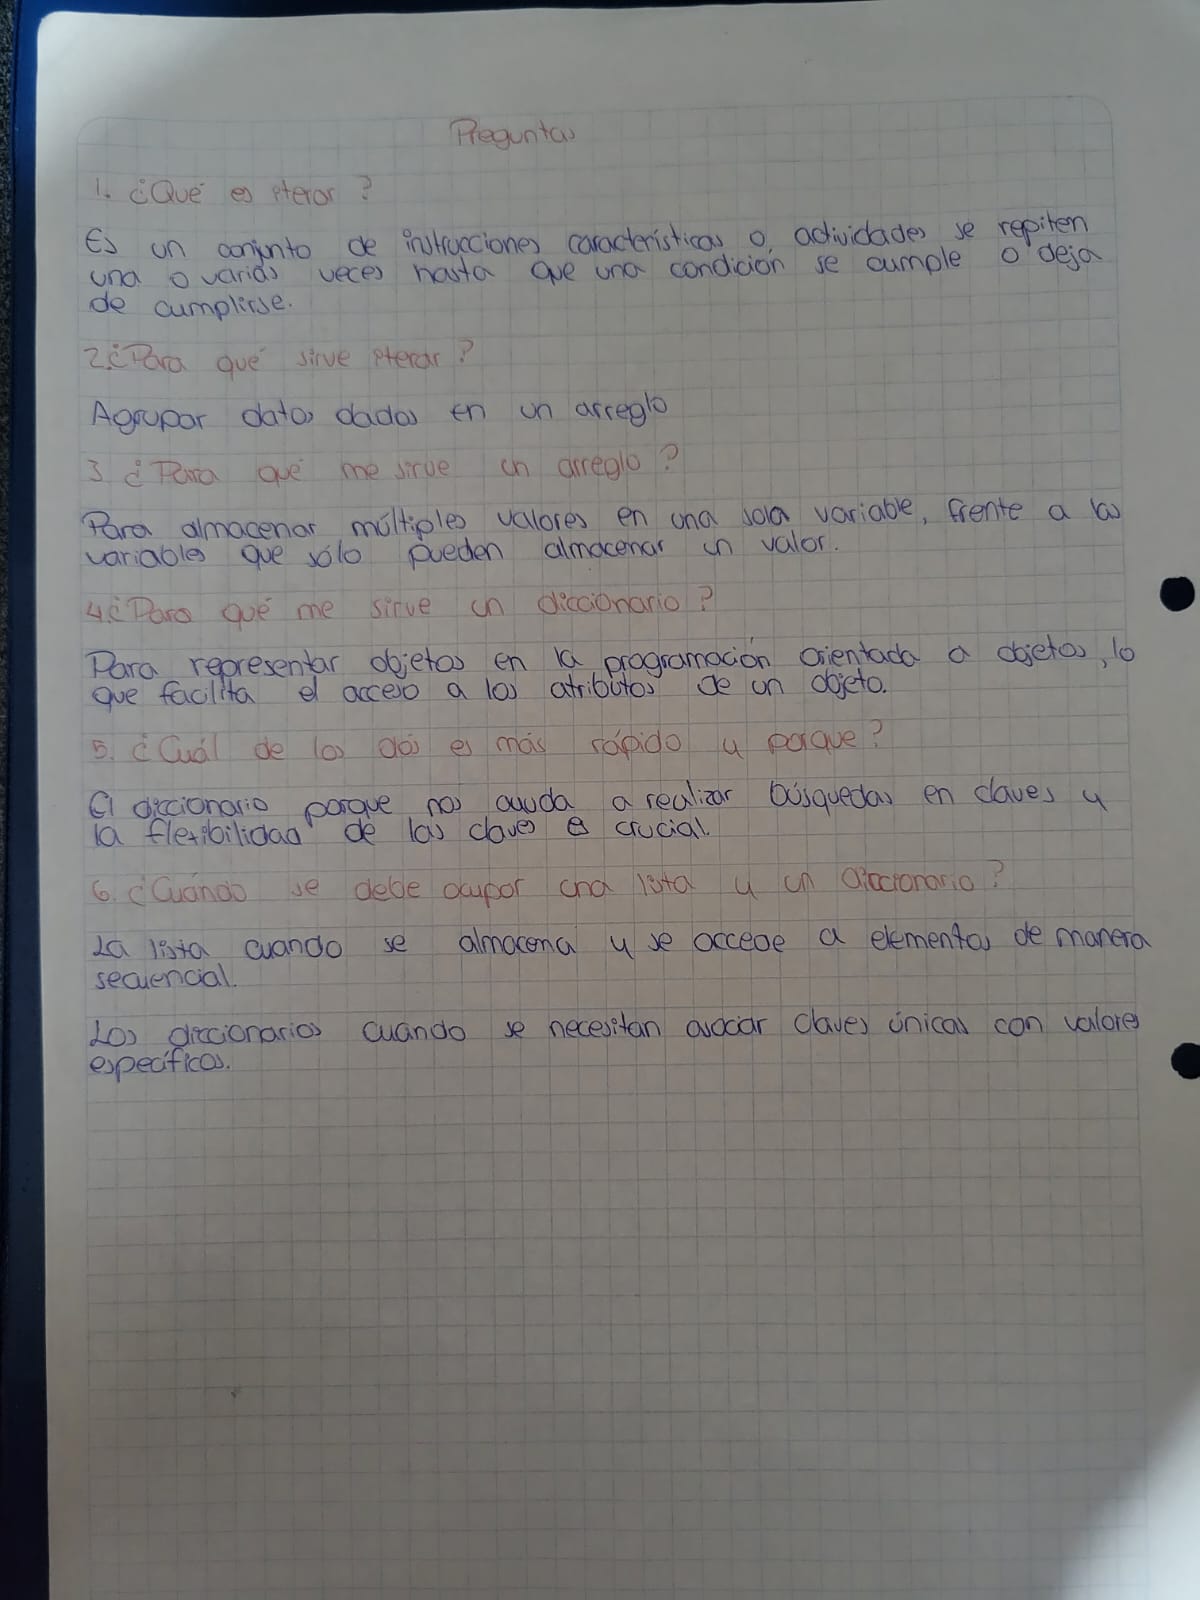 Preguntas
1. ¿Qué es iterar?
Es un conjunto de instrucciones características o actividades se repiten
una o varias veces hasta que una condición se cumple o deja
de cumplirse.
2. ¿Para qué sirve iterar?
Agrupar datos dados en un arreglo
3 ¿Para qué me sirve un arreglo?
Para almacenar múltiples valores en una sola variable, frente a las
variables que sólo pueden almacenar un valor.
4. ¿Para qué me sirve un diccionario?
Para representar objetos en la programación orientada a objetos, lo
que facilita el acceso a los atributos de un objeto.
5. ¿Cuál de los dos es más rápido y porque?
El diccionario porque nos ayuda a realizar búsquedas en claves y
la flexibilidad de las claves es crucial.
6. ¿Cuándo se debe ocupar una lista y un diccionario?
La lista cuando se almacena y se accede a elementos de manera
secuencial.
Los diccionarios cuando se necesitan asociar claves únicas con valores
específicos.